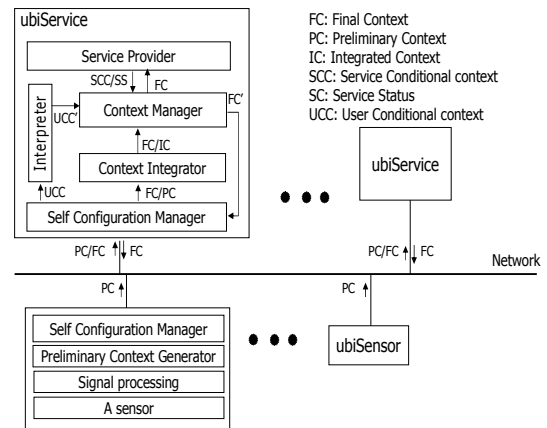 ubiService
FC: Final Context
PC: Preliminary Context
IC: Integrated Context
SCC: Service Conditional context
SC: Service Status
UCC: User Conditional context
Service Provider
SCC/SS
FC
Interpreter
UCC'
Context Manager
FC'
FC/IC
Context Integrator
UCC
FC/PC
Self Configuration Manager
ubiService
PC/FC
FC
PC/FC
FC
Network
PC
PC
Self Configuration Manager
Preliminary Context Generator
Signal processing
A sensor
ubiSensor